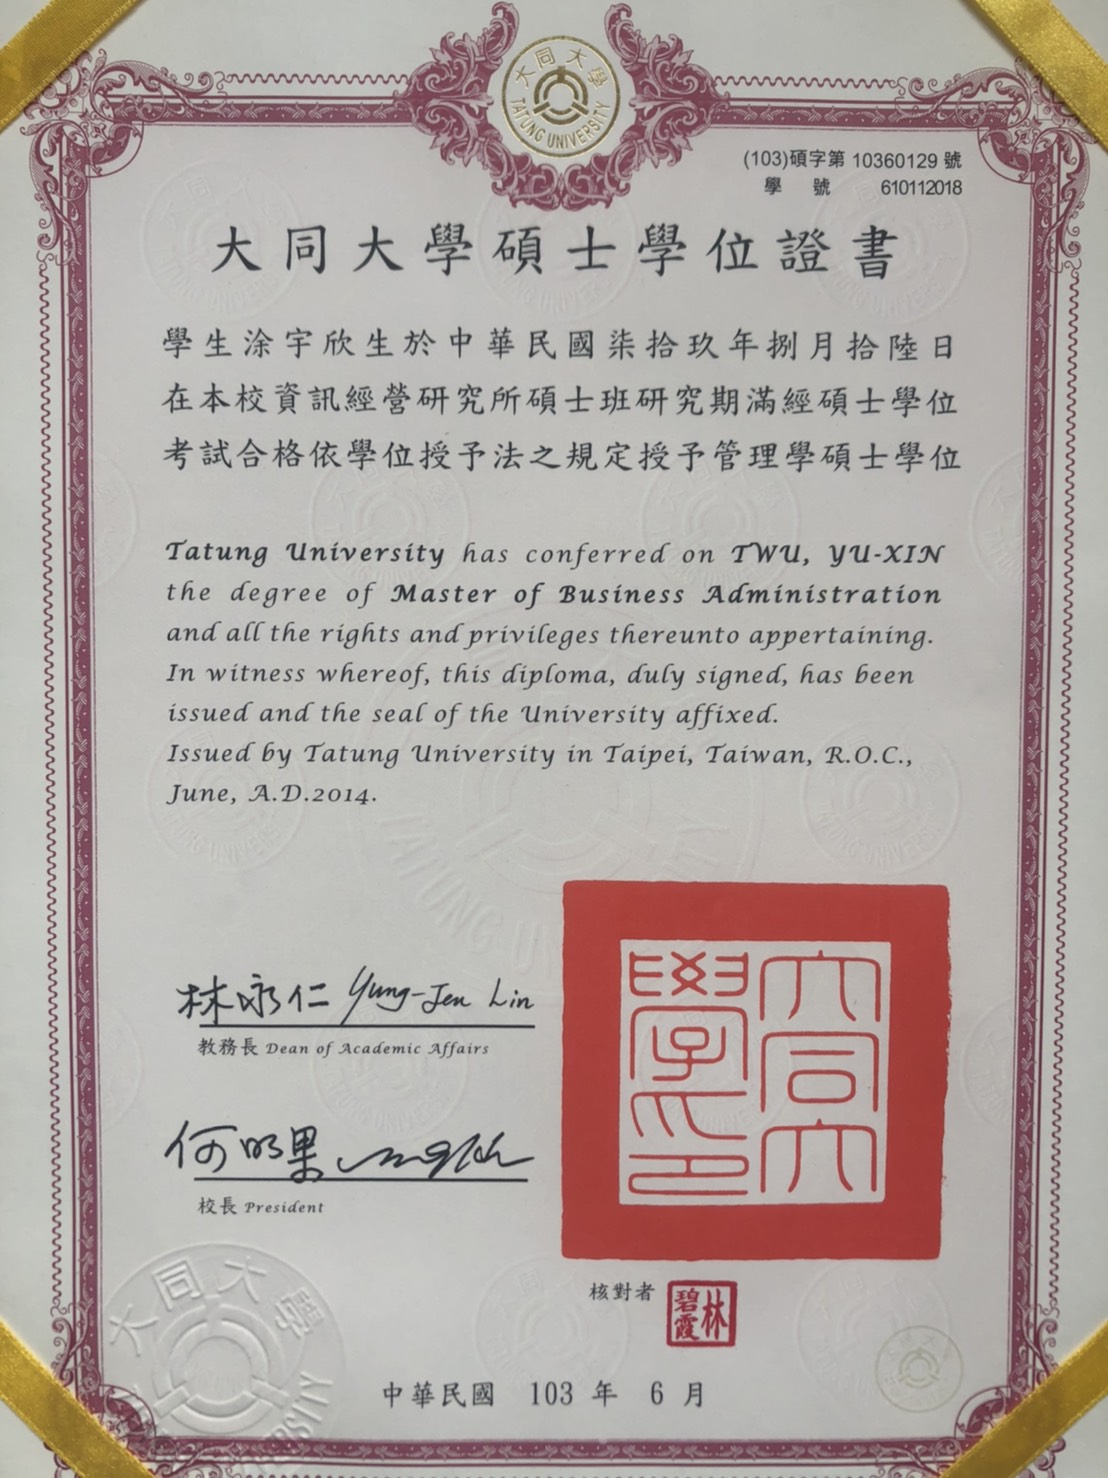 大同大學
TATUNG UNIVERSITY
(103)碩字第 10360129 號
學 號 610112018
大同大學碩士學位證書
學生涂宇欣生於中華民國柒拾玖年捌月拾陸日
在本校資訊經營研究所碩士班研究期滿經碩士學位
考試合格依學位授予法之規定授予管理學碩士學位
Tatung University has conferred on TWU, YU-XIN
the degree of Master of Business Administration
and all the rights and privileges thereunto appertaining.
In witness whereof, this diploma, duly signed, has been
issued and the seal of the University affixed.
Issued by Tatung University in Taipei, Taiwan, R.O.C.,
June, A.D.2014.
林永仁 Yung-Jen Lin
教務長 Dean of Academic Affairs
何明果
校長 President
大同大學印
核對者 林碧霞
大同大學
中華民國 103 年 6 月